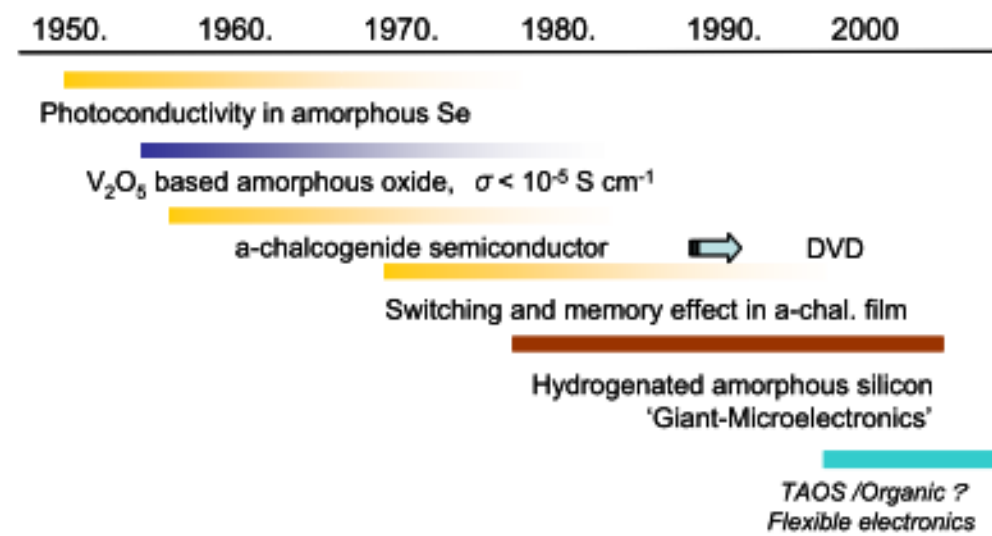 1950. 1960. 1970. 1980. 1990. 2000
Photoconductivity in amorphous Se
V₂O₅ based amorphous oxide, σ < 10⁻⁵ S cm⁻¹
a-chalcogenide semiconductor DVD
Switching and memory effect in a-chal. film
Hydrogenated amorphous silicon
‘Giant-Microelectronics’
TAOS /Organic ?
Flexible electronics